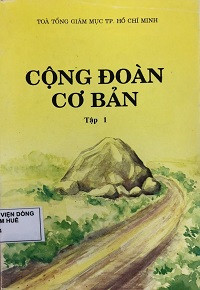 TOÀ TỔNG GIÁM MỤC TP. HỒ CHÍ MINH
CỘNG ĐOÀN
CƠ BẢN
Tập I
VIỆN DÒNG
M HUẾ